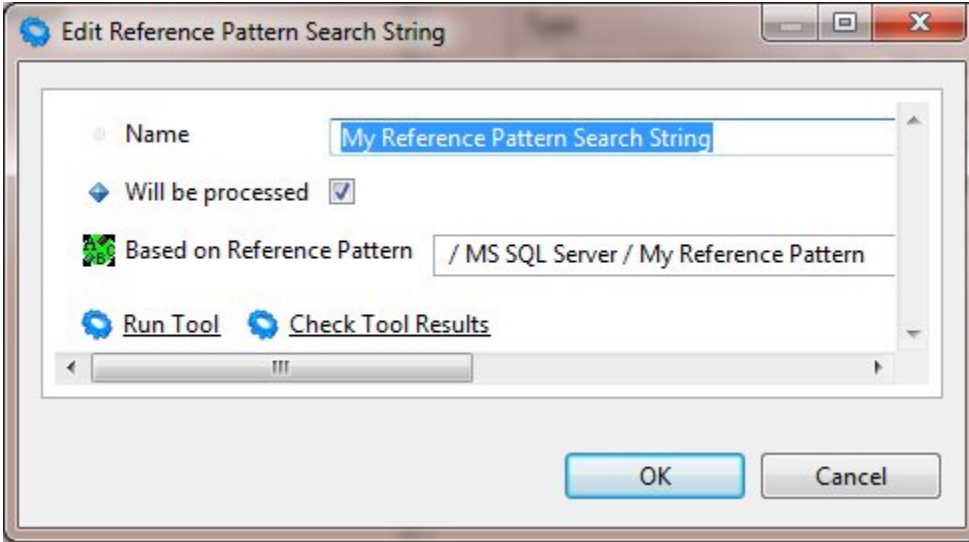 Edit Reference Pattern Search String
Name My Reference Pattern Search String
Will be processed
Based on Reference Pattern / MS SQL Server / My Reference Pattern
Run Tool Check Tool Results
OK Cancel